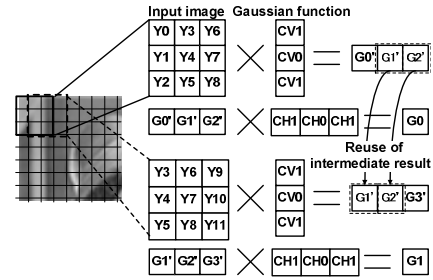 Input image Gaussian function
Y0 Y3 Y6 CV1
Y1 Y4 Y7 CV0 G0' G1' G2'
Y2 Y5 Y8 CV1
G0' G1' G2' CH1 CH0 CH1 G0
Reuse of
intermediate result
Y3 Y6 Y9 CV1
Y4 Y7 Y10 CV0 G1' G2' G3'
Y5 Y8 Y11 CV1
G1' G2' G3' CH1 CH0 CH1 G1